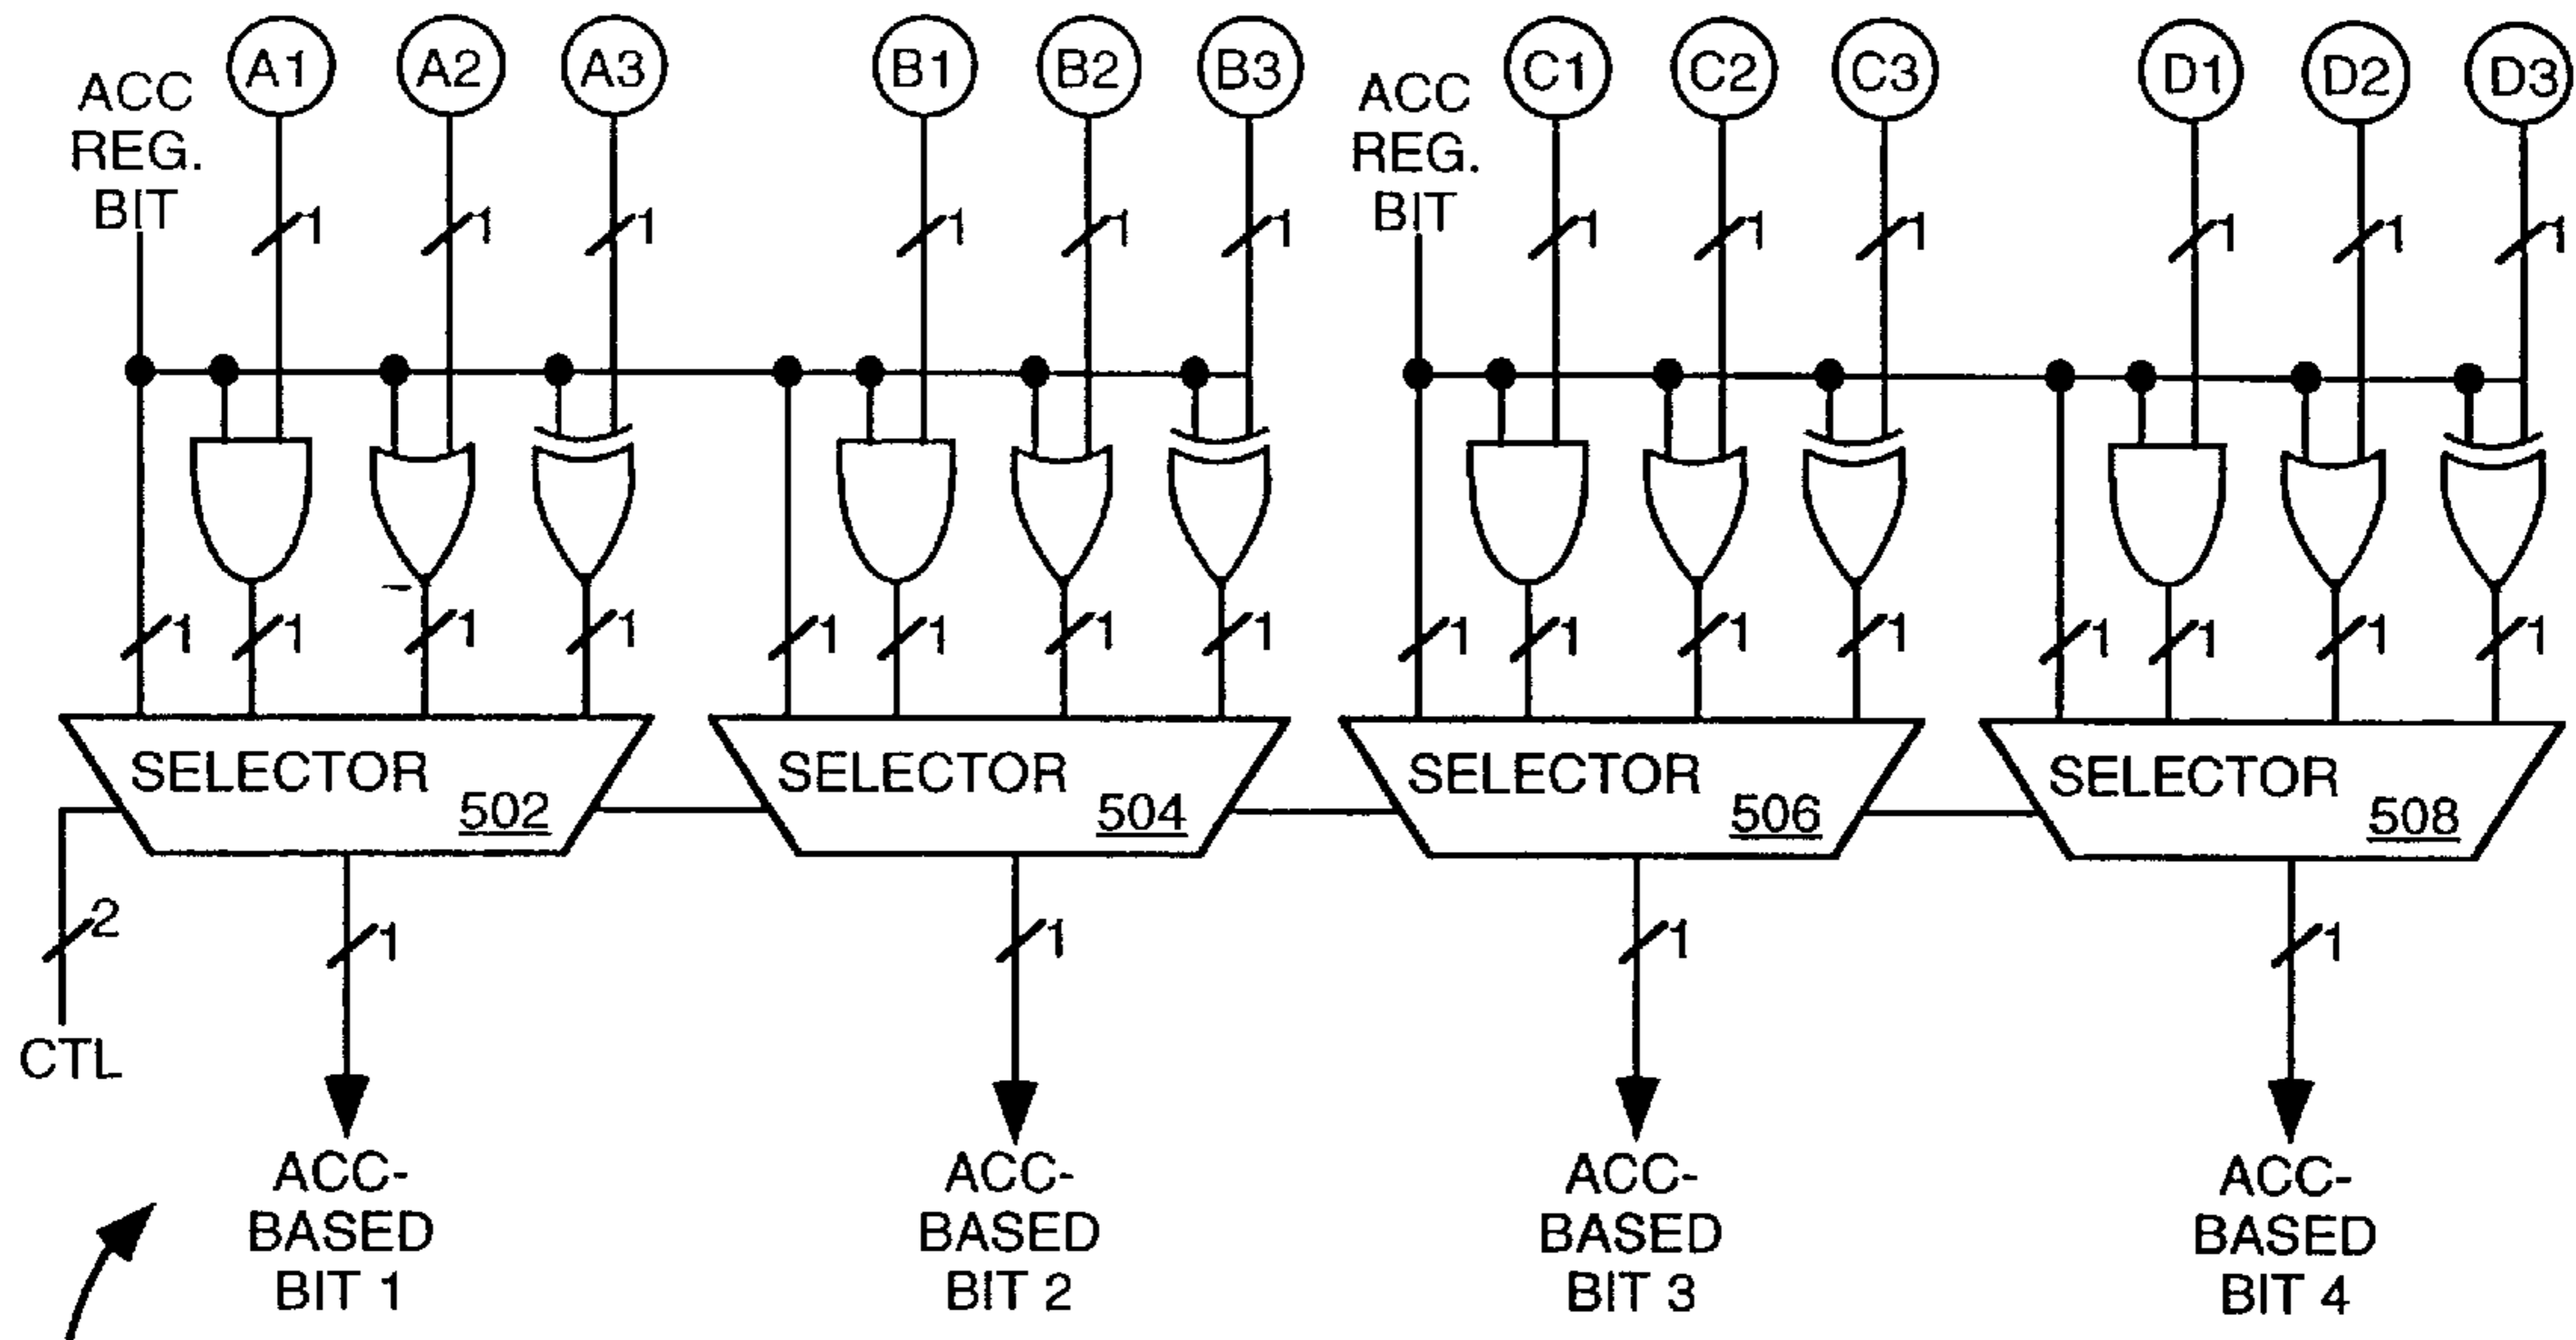 A1 A2 A3 B1 B2 B3 C1 C2 C3 D1 D2 D3
ACC
REG.
BIT
ACC
REG.
BIT
1 1 1 1 1 1 1 1 1 1 1 1
1 1 1 1 1 1 1 1 1 1 1 1 1 1 1 1
SELECTOR 502
SELECTOR 504
SELECTOR 506
SELECTOR 508
2 1 1 1 1
CTL
ACC-
BASED
BIT 1
ACC-
BASED
BIT 2
ACC-
BASED
BIT 3
ACC-
BASED
BIT 4